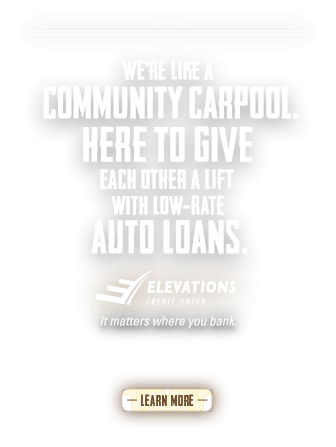 WE'RE LIKE A
COMMUNITY CARPOOL.
HERE TO GIVE
EACH OTHER A LIFT
WITH LOW-RATE
AUTO LOANS.
ELEVATIONS
CREDIT UNION
It matters where you bank.
— LEARN MORE —